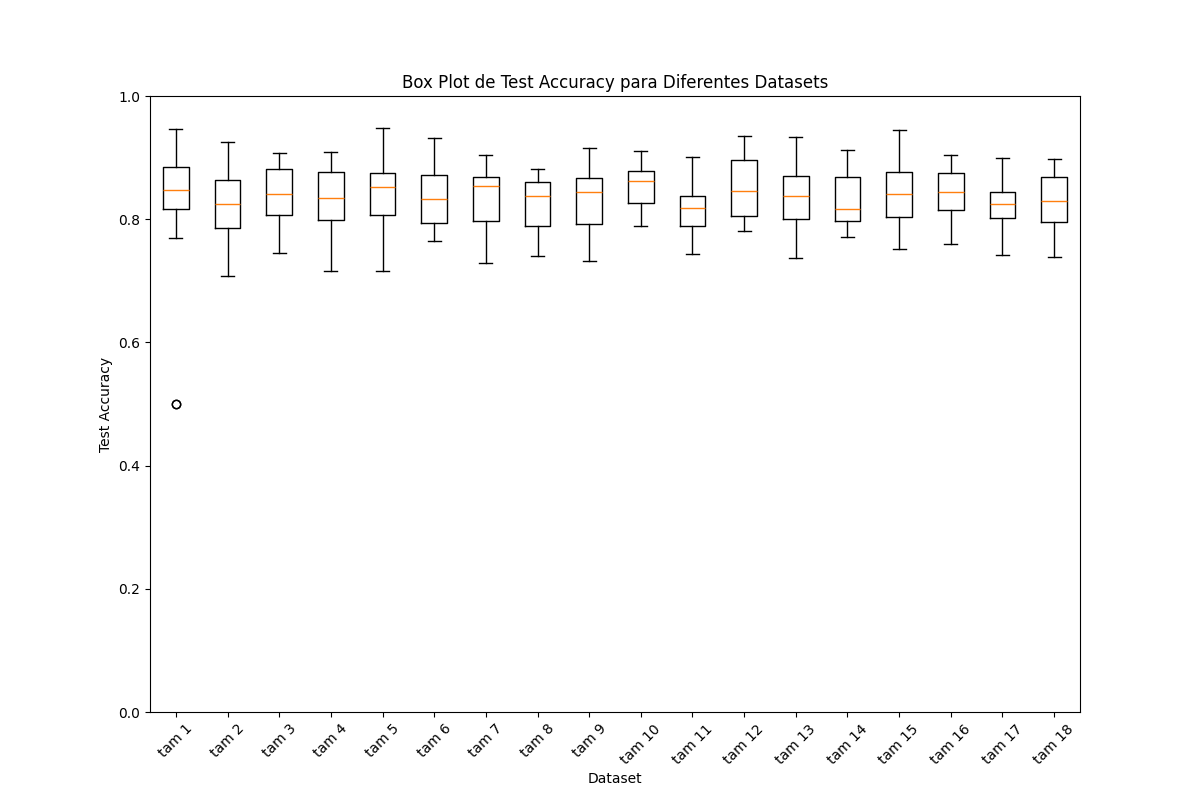 Box Plot de Test Accuracy para Diferentes Datasets
1.0
0.8
0.6
0.4
0.2
0.0
Test Accuracy
tam 1
tam 2
tam 3
tam 4
tam 5
tam 6
tam 7
tam 8
tam 9
tam 10
tam 11
tam 12
tam 13
tam 14
tam 15
tam 16
tam 17
tam 18
Dataset